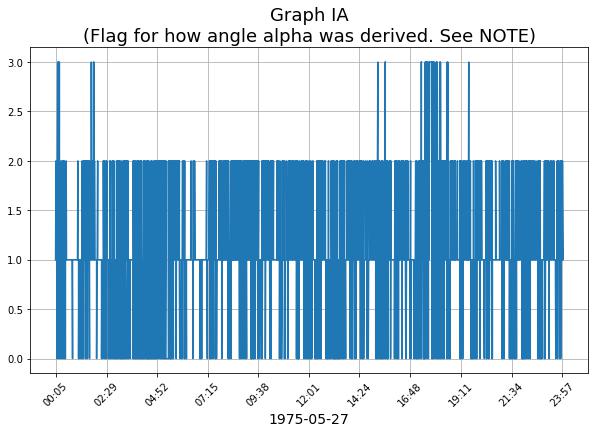 Graph IA
(Flag for how angle alpha was derived. See NOTE)
3.0
2.5
2.0
1.5
1.0
0.5
0.0
00:05 02:29 04:52 07:15 09:38 12:01 14:24 16:48 19:11 21:34 23:57
1975-05-27